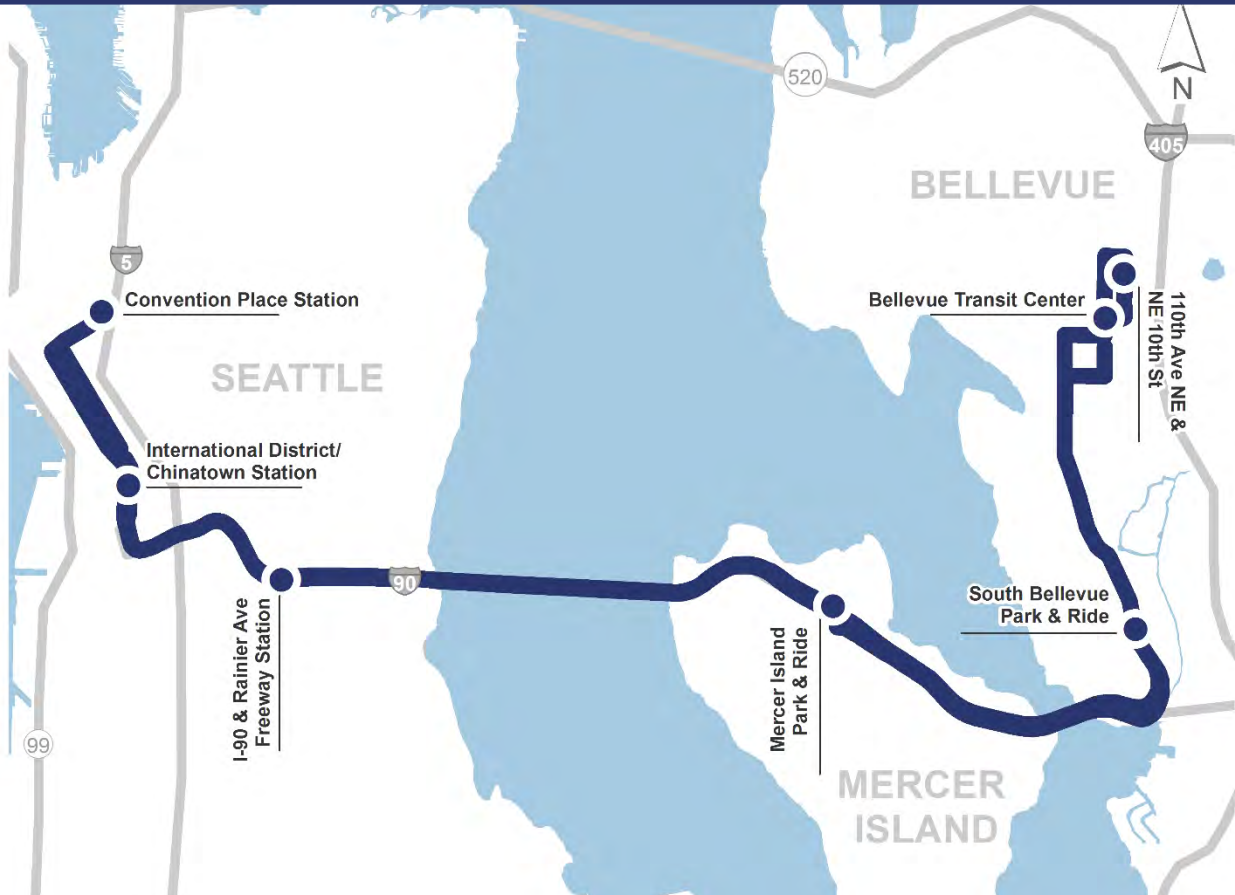 520
N
405
BELLEVUE
5
Convention Place Station
Bellevue Transit Center
110th Ave NE &
NE 10th St
SEATTLE
International District/
Chinatown Station
90
I-90 & Rainier Ave
Freeway Station
Mercer Island
Park & Ride
South Bellevue
Park & Ride
99
MERCER
ISLAND